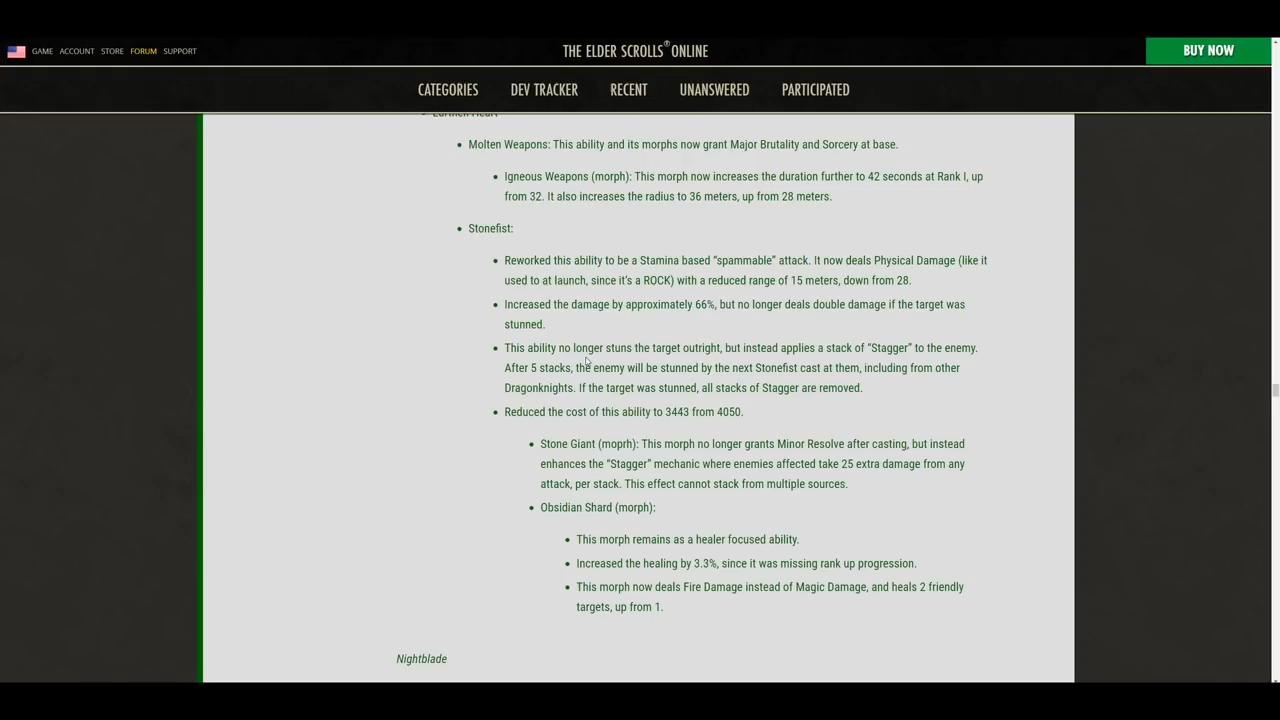 GAME ACCOUNT STORE FORUM SUPPORT
THE ELDER SCROLLS® ONLINE
BUY NOW
CATEGORIES DEV TRACKER RECENT UNANSWERED PARTICIPATED
Earthen Heart
• Molten Weapons: This ability and its morphs now grant Major Brutality and Sorcery at base.
• Igneous Weapons (morph): This morph now increases the duration further to 42 seconds at Rank I, up
from 32. It also increases the radius to 36 meters, up from 28 meters.
• Stonefist:
• Reworked this ability to be a Stamina based “spammable” attack. It now deals Physical Damage (like it
used to at launch, since it’s a ROCK) with a reduced range of 15 meters, down from 28.
• Increased the damage by approximately 66%, but no longer deals double damage if the target was
stunned.
• This ability no longer stuns the target outright, but instead applies a stack of “Stagger” to the enemy.
After 5 stacks, the enemy will be stunned by the next Stonefist cast at them, including from other
Dragonknights. If the target was stunned, all stacks of Stagger are removed.
• Reduced the cost of this ability to 3443 from 4050.
• Stone Giant (moprh): This morph no longer grants Minor Resolve after casting, but instead
enhances the “Stagger” mechanic where enemies affected take 25 extra damage from any
attack, per stack. This effect cannot stack from multiple sources.
• Obsidian Shard (morph):
• This morph remains as a healer focused ability.
• Increased the healing by 3.3%, since it was missing rank up progression.
• This morph now deals Fire Damage instead of Magic Damage, and heals 2 friendly
targets, up from 1.
Nightblade